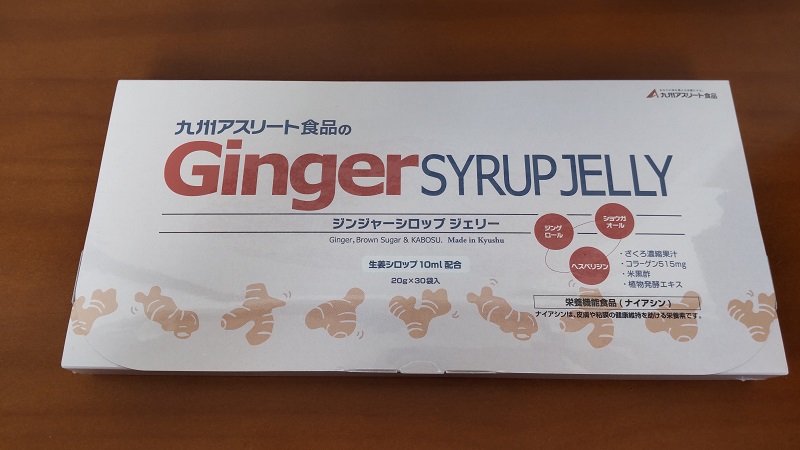 九州アスリート食品
九州アスリート食品の
Ginger SYRUP JELLY
ジンジャーシロップ ジェリー
Ginger, Brown Sugar & KABOSU. Made in Kyushu
生姜シロップ10ml配合
20g×30袋入
ジンゲロール
ショウガオール
ヘスペリジン
・ざくろ濃縮果汁
・コラーゲン515mg
・米黒酢
・植物発酵エキス
栄養機能食品(ナイアシン)
ナイアシンは、皮膚や粘膜の健康維持を助ける栄養素です。